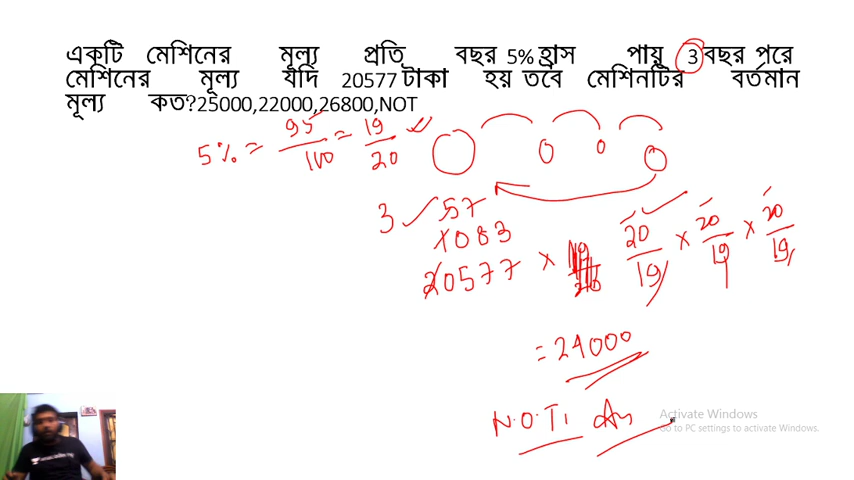 একটি মেশিনের মূল্য প্রতি বছর 5% হ্রাস পায় 3 বছর পরে
মেশিনের মূল্য যদি 20577 টাকা হয় তবে মেশিনটির বর্তমান
মূল্য কত?25000,22000,26800,NOT
5% = 95/100 = 19/20
3 57
1083
20577 × 20/19 × 20/19 × 20/19
= 24000
N.O.T. Ans
Activate Windows
Go to PC settings to activate Windows.